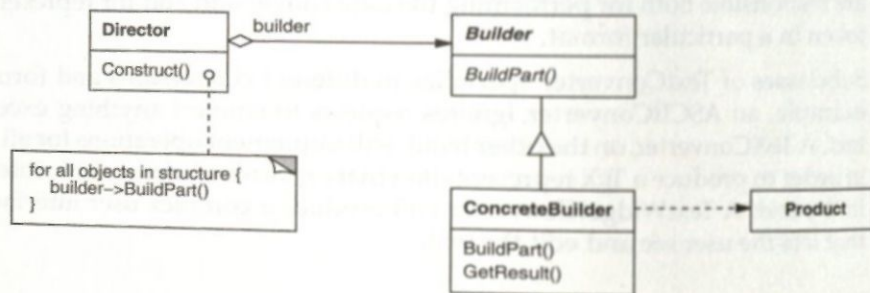 Director
Construct()
builder
Builder
BuildPart()
for all objects in structure {
builder->BuildPart()
}
ConcreteBuilder
BuildPart()
GetResult()
Product